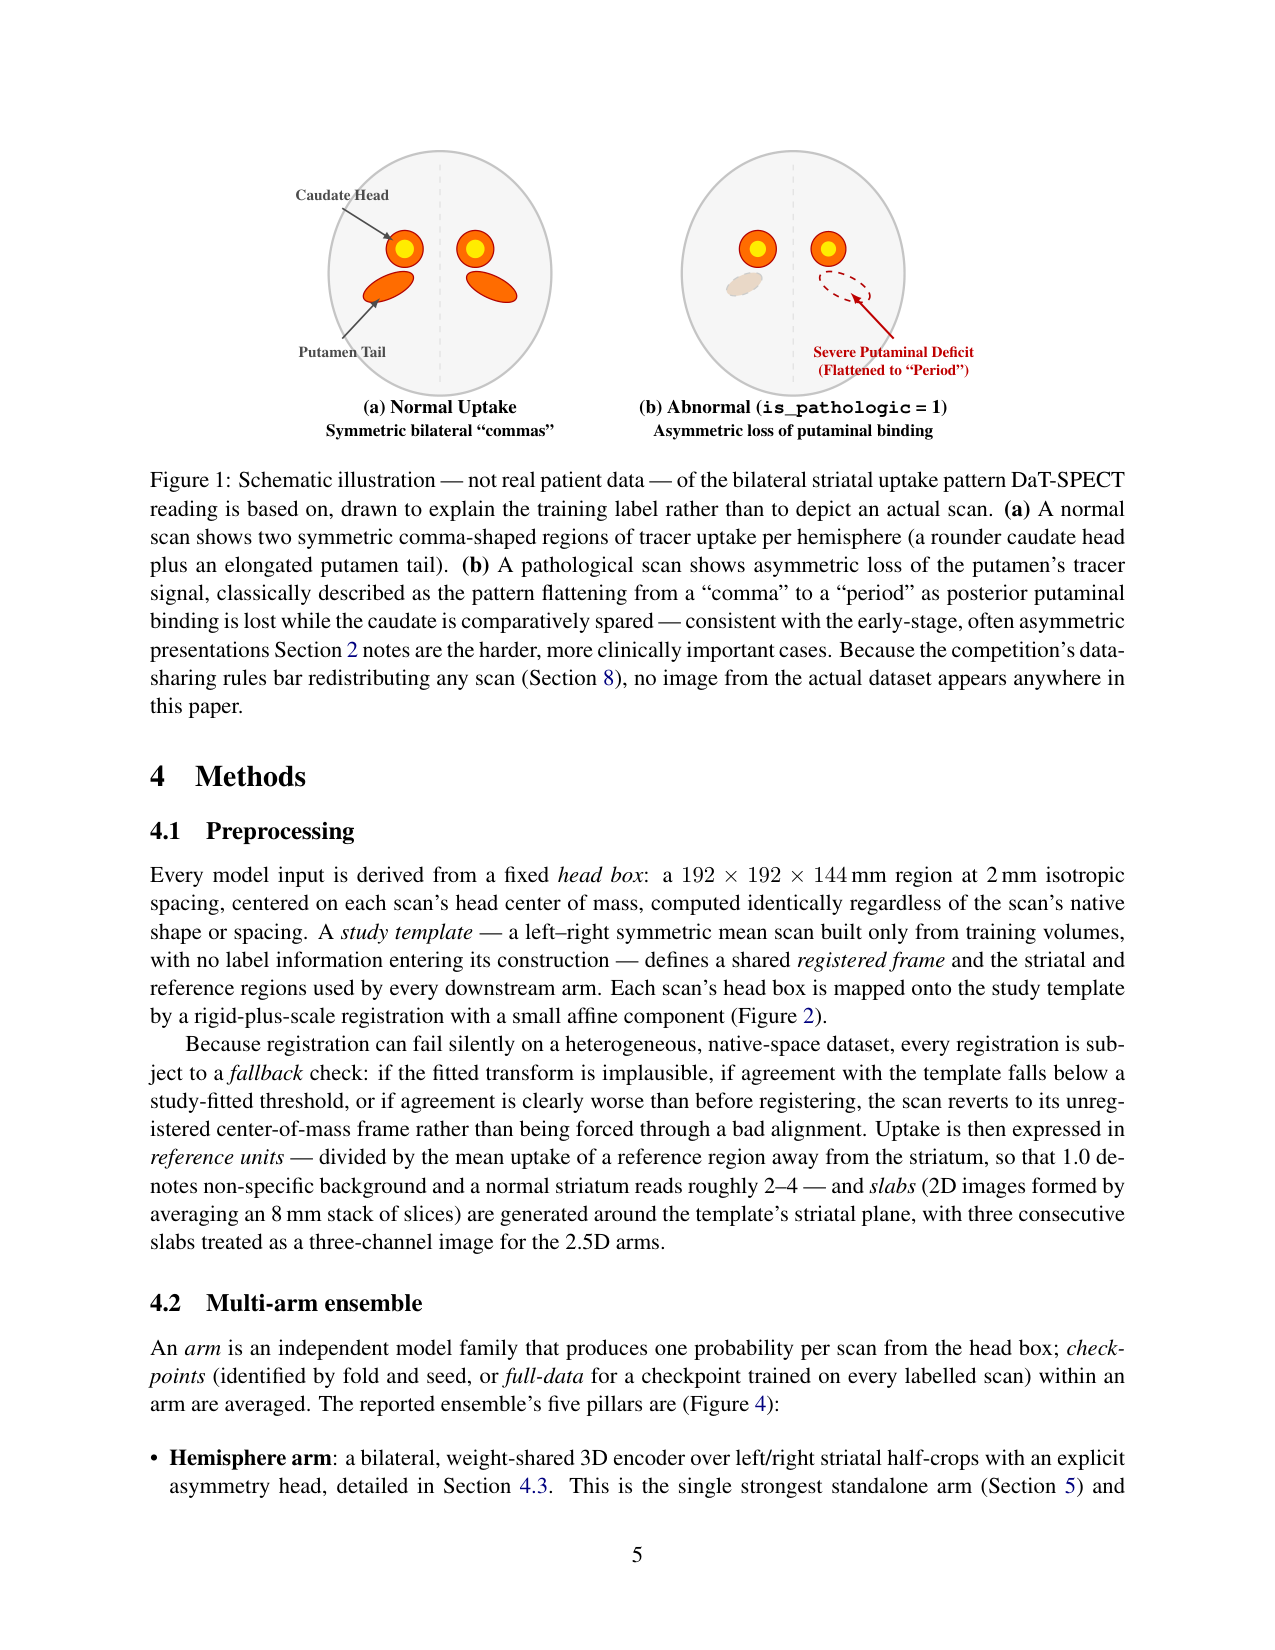 Caudate Head
Putamen Tail
Severe Putaminal Deficit
(Flattened to “Period”)
(a) Normal Uptake
Symmetric bilateral “commas”
(b) Abnormal (is_pathologic = 1)
Asymmetric loss of putaminal binding
Figure 1: Schematic illustration — not real patient data — of the bilateral striatal uptake pattern DaT-SPECT
reading is based on, drawn to explain the training label rather than to depict an actual scan. (a) A normal
scan shows two symmetric comma-shaped regions of tracer uptake per hemisphere (a rounder caudate head
plus an elongated putamen tail). (b) A pathological scan shows asymmetric loss of the putamen’s tracer
signal, classically described as the pattern flattening from a “comma” to a “period” as posterior putaminal
binding is lost while the caudate is comparatively spared — consistent with the early-stage, often asymmetric
presentations Section 2 notes are the harder, more clinically important cases. Because the competition’s data-
sharing rules bar redistributing any scan (Section 8), no image from the actual dataset appears anywhere in
this paper.
4 Methods
4.1 Preprocessing
Every model input is derived from a fixed head box: a 192 × 192 × 144 mm region at 2 mm isotropic
spacing, centered on each scan’s head center of mass, computed identically regardless of the scan’s native
shape or spacing. A study template — a left–right symmetric mean scan built only from training volumes,
with no label information entering its construction — defines a shared registered frame and the striatal and
reference regions used by every downstream arm. Each scan’s head box is mapped onto the study template
by a rigid-plus-scale registration with a small affine component (Figure 2).
Because registration can fail silently on a heterogeneous, native-space dataset, every registration is sub-
ject to a fallback check: if the fitted transform is implausible, if agreement with the template falls below a
study-fitted threshold, or if agreement is clearly worse than before registering, the scan reverts to its unreg-
istered center-of-mass frame rather than being forced through a bad alignment. Uptake is then expressed in
reference units — divided by the mean uptake of a reference region away from the striatum, so that 1.0 de-
notes non-specific background and a normal striatum reads roughly 2–4 — and slabs (2D images formed by
averaging an 8 mm stack of slices) are generated around the template’s striatal plane, with three consecutive
slabs treated as a three-channel image for the 2.5D arms.
4.2 Multi-arm ensemble
An arm is an independent model family that produces one probability per scan from the head box; check-
points (identified by fold and seed, or full-data for a checkpoint trained on every labelled scan) within an
arm are averaged. The reported ensemble’s five pillars are (Figure 4):
• Hemisphere arm: a bilateral, weight-shared 3D encoder over left/right striatal half-crops with an explicit
asymmetry head, detailed in Section 4.3. This is the single strongest standalone arm (Section 5) and
5